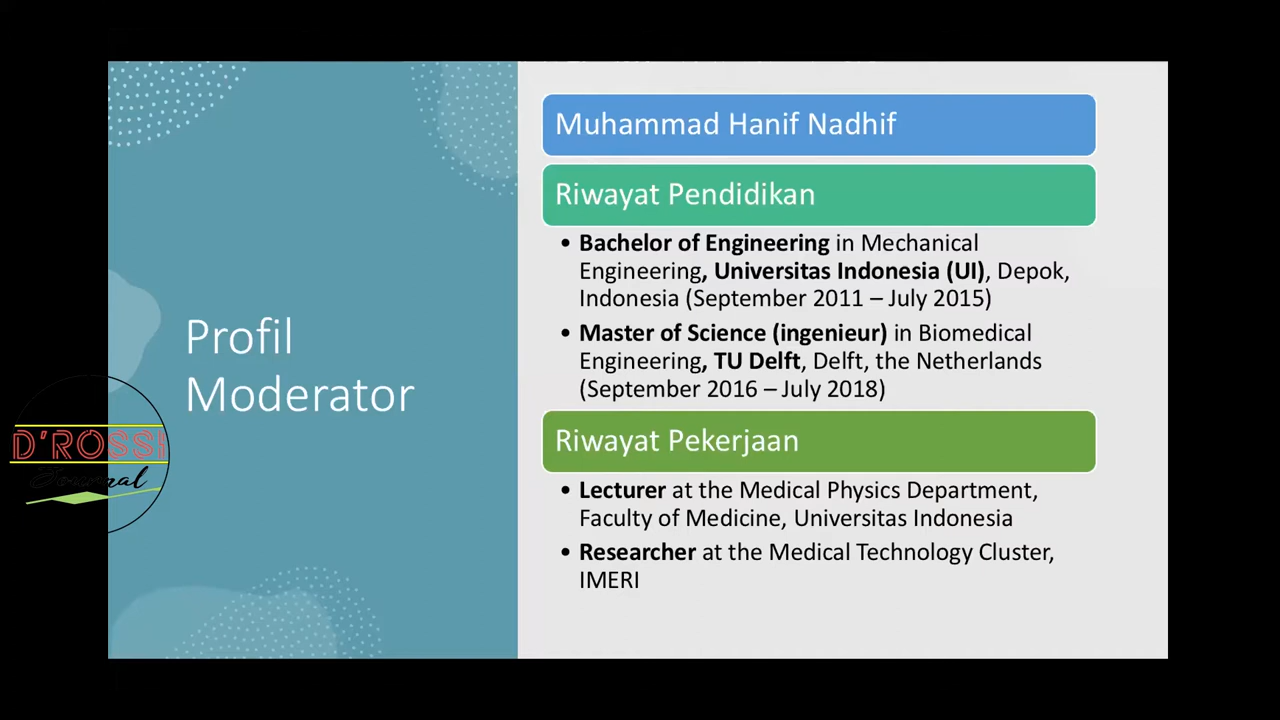 Profil
Moderator
D'ROSSI
Journal
Muhammad Hanif Nadhif
Riwayat Pendidikan
• Bachelor of Engineering in Mechanical
Engineering, Universitas Indonesia (UI), Depok,
Indonesia (September 2011 – July 2015)
• Master of Science (ingenieur) in Biomedical
Engineering, TU Delft, Delft, the Netherlands
(September 2016 – July 2018)
Riwayat Pekerjaan
• Lecturer at the Medical Physics Department,
Faculty of Medicine, Universitas Indonesia
• Researcher at the Medical Technology Cluster,
IMERI